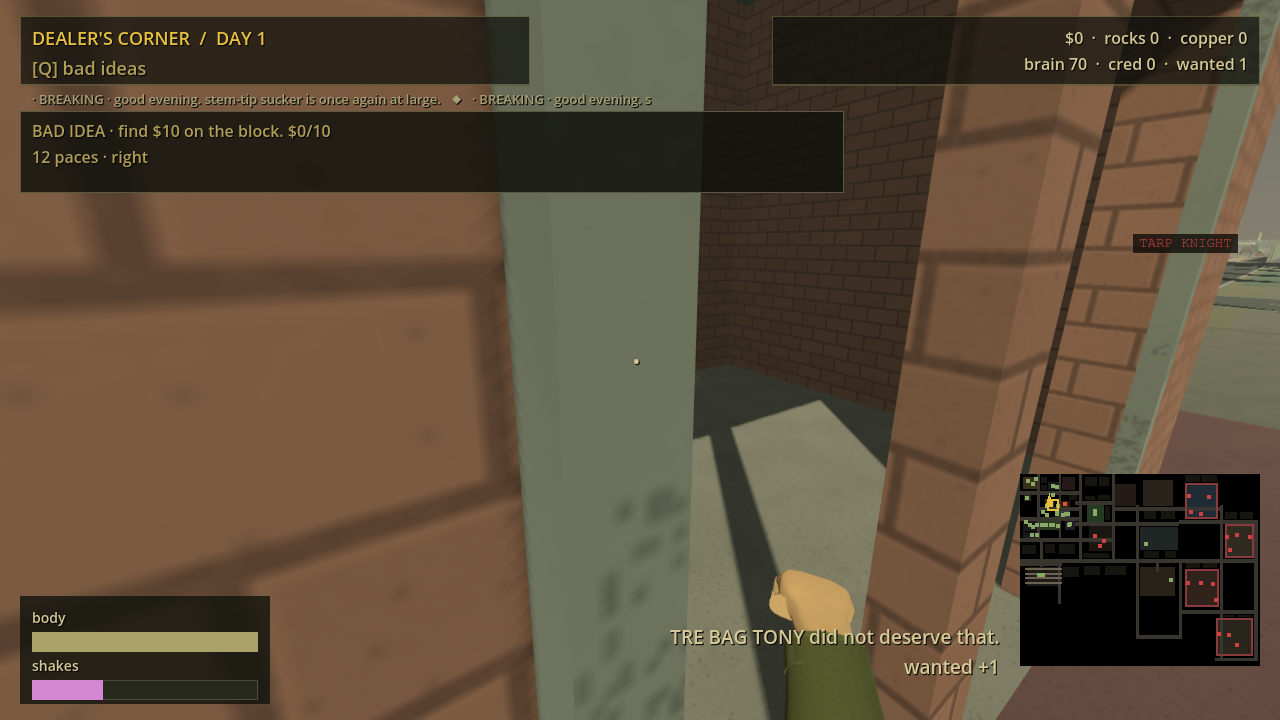 DEALER'S CORNER / DAY 1
[Q] bad ideas
$0 · rocks 0 · copper 0
brain 70 · cred 0 · wanted 1
· BREAKING · good evening. stem-tip sucker is once again at large. ◆ · BREAKING · good evening. s
BAD IDEA · find $10 on the block. $0/10
12 paces · right
TARP KNIGHT
body
shakes
TRE BAG TONY did not deserve that.
wanted +1